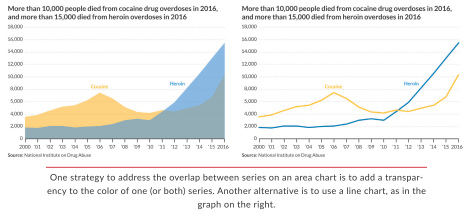 More than 10,000 people died from cocaine drug overdoses in 2016,
and more than 15,000 died from heroin overdoses in 2016
18,000
16,000
14,000
12,000
10,000
8,000
6,000
4,000
2,000
0
Cocaine
Heroin
2000 '01 '02 '03 '04 '05 '06 '07 '08 '09 '10 '11 '12 '13 '14 '15 2016
Source: National Institute on Drug Abuse
More than 10,000 people died from cocaine drug overdoses in 2016,
and more than 15,000 died from heroin overdoses in 2016
18,000
16,000
14,000
12,000
10,000
8,000
6,000
4,000
2,000
0
Cocaine
Heroin
2000 '01 '02 '03 '04 '05 '06 '07 '08 '09 '10 '11 '12 '13 '14 '15 2016
Source: National Institute on Drug Abuse
One strategy to address the overlap between series on an area chart is to add a transpar-
ency to the color of one (or both) series. Another alternative is to use a line chart, as in the
graph on the right.